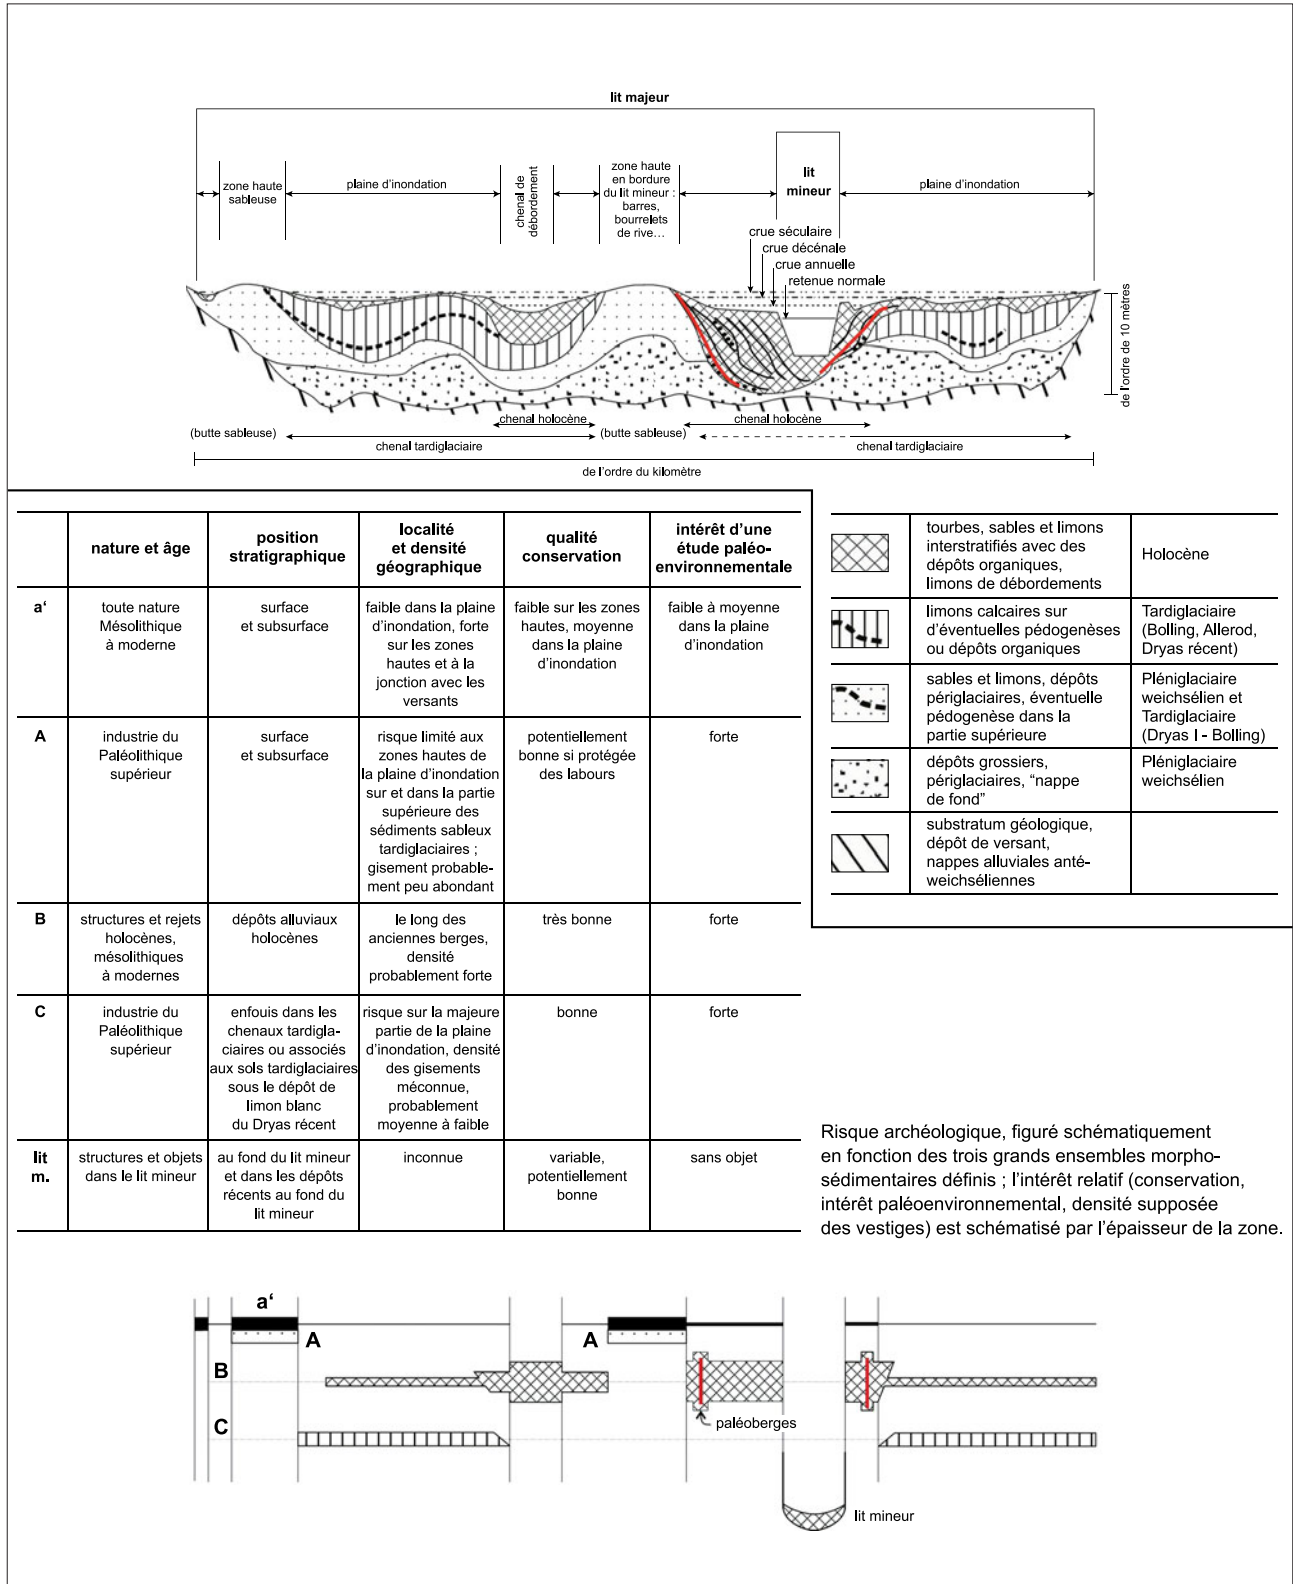 lit majeur
zone haute
sableuse
plaine d'inondation
chenal de
débordement
zone haute
en bordure
du lit mineur :
barres,
bourrelets
de rive...
lit
mineur
plaine d'inondation
crue séculaire
crue décénale
crue annuelle
retenue normale
de l'ordre de 10 mètres
(butte sableuse)
chenal holocène
(butte sableuse)
chenal holocène
chenal tardiglaciaire
chenal tardiglaciaire
de l'ordre du kilomètre
nature et âge
position
stratigraphique
localité
et densité
géographique
qualité
conservation
intérêt d'une
étude paléo-
environnementale
a'
toute nature
Mésolithique
à moderne
surface
et subsurface
faible dans la plaine
d'inondation, forte
sur les zones
hautes et à la
jonction avec les
versants
faible sur les zones
hautes, moyenne
dans la plaine
d'inondation
faible à moyenne
dans la plaine
d'inondation
A
industrie du
Paléolithique
supérieur
surface
et subsurface
risque limité aux
zones hautes de
la plaine d'inondation
sur et dans la partie
supérieure des
sédiments sableux
tardiglaciaires ;
gisement probable-
ment peu abondant
potentiellement
bonne si protégée
des labours
forte
B
structures et rejets
holocènes,
mésolithiques
à modernes
dépôts alluviaux
holocènes
le long des
anciennes berges,
densité
probablement forte
très bonne
forte
C
industrie du
Paléolithique
supérieur
enfouis dans les
chenaux tardigla-
ciaires ou associés
aux sols tardiglaciaires
sous le dépôt de
limon blanc
du Dryas récent
risque sur la majeure
partie de la plaine
d'inondation, densité
des gisements
méconnue,
probablement
moyenne à faible
bonne
forte
lit
m.
structures et objets
dans le lit mineur
au fond du lit mineur
et dans les dépôts
récents au fond du
lit mineur
inconnue
variable,
potentiellement
bonne
sans objet
tourbes, sables et limons
interstratifiés avec des
dépôts organiques,
limons de débordements
Holocène
limons calcaires sur
d'éventuelles pédogenèses
ou dépôts organiques
Tardiglaciaire
(Bolling, Allerod,
Dryas récent)
sables et limons, dépôts
périglaciaires, éventuelle
pédogenèse dans la
partie supérieure
Pléniglaciaire
weichsélien et
Tardiglaciaire
(Dryas I - Bolling)
dépôts grossiers,
périglaciaires, "nappe
de fond"
Pléniglaciaire
weichsélien
substratum géologique,
dépôt de versant,
nappes alluviales anté-
weichséliennes
Risque archéologique, figuré schématiquement
en fonction des trois grands ensembles morpho-
sédimentaires définis ; l'intérêt relatif (conservation,
intérêt paléoenvironnemental, densité supposée
des vestiges) est schématisé par l'épaisseur de la zone.
a'
A
A
B
C
paléoberges
lit mineur